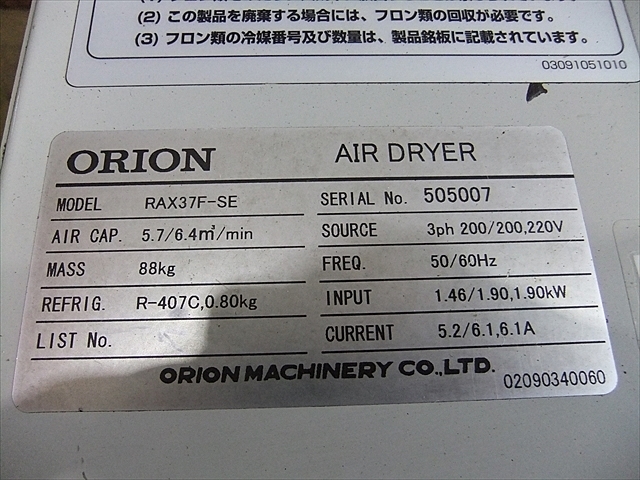 (2) この製品を廃棄する場合には、フロン類の回収が必要です。
(3) フロン類の冷媒番号及び数量は、製品銘板に記載されています。
03091051010
ORION AIR DRYER
MODEL RAX37F-SE SERIAL No. 505007
AIR CAP. 5.7/6.4m³/min SOURCE 3ph 200/200,220V
MASS 88kg FREQ. 50/60Hz
REFRIG. R-407C,0.80kg INPUT 1.46/1.90,1.90kW
LIST No. CURRENT 5.2/6.1,6.1A
ORION MACHINERY CO.,LTD. 02090340060